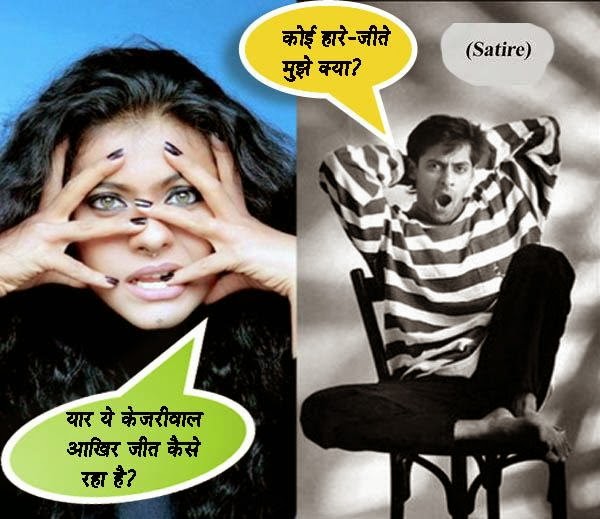 कोई हारे-जीते
मुझे क्या?
(Satire)
यार ये केजरीवाल
आखिर जीत कैसे
रहा है?